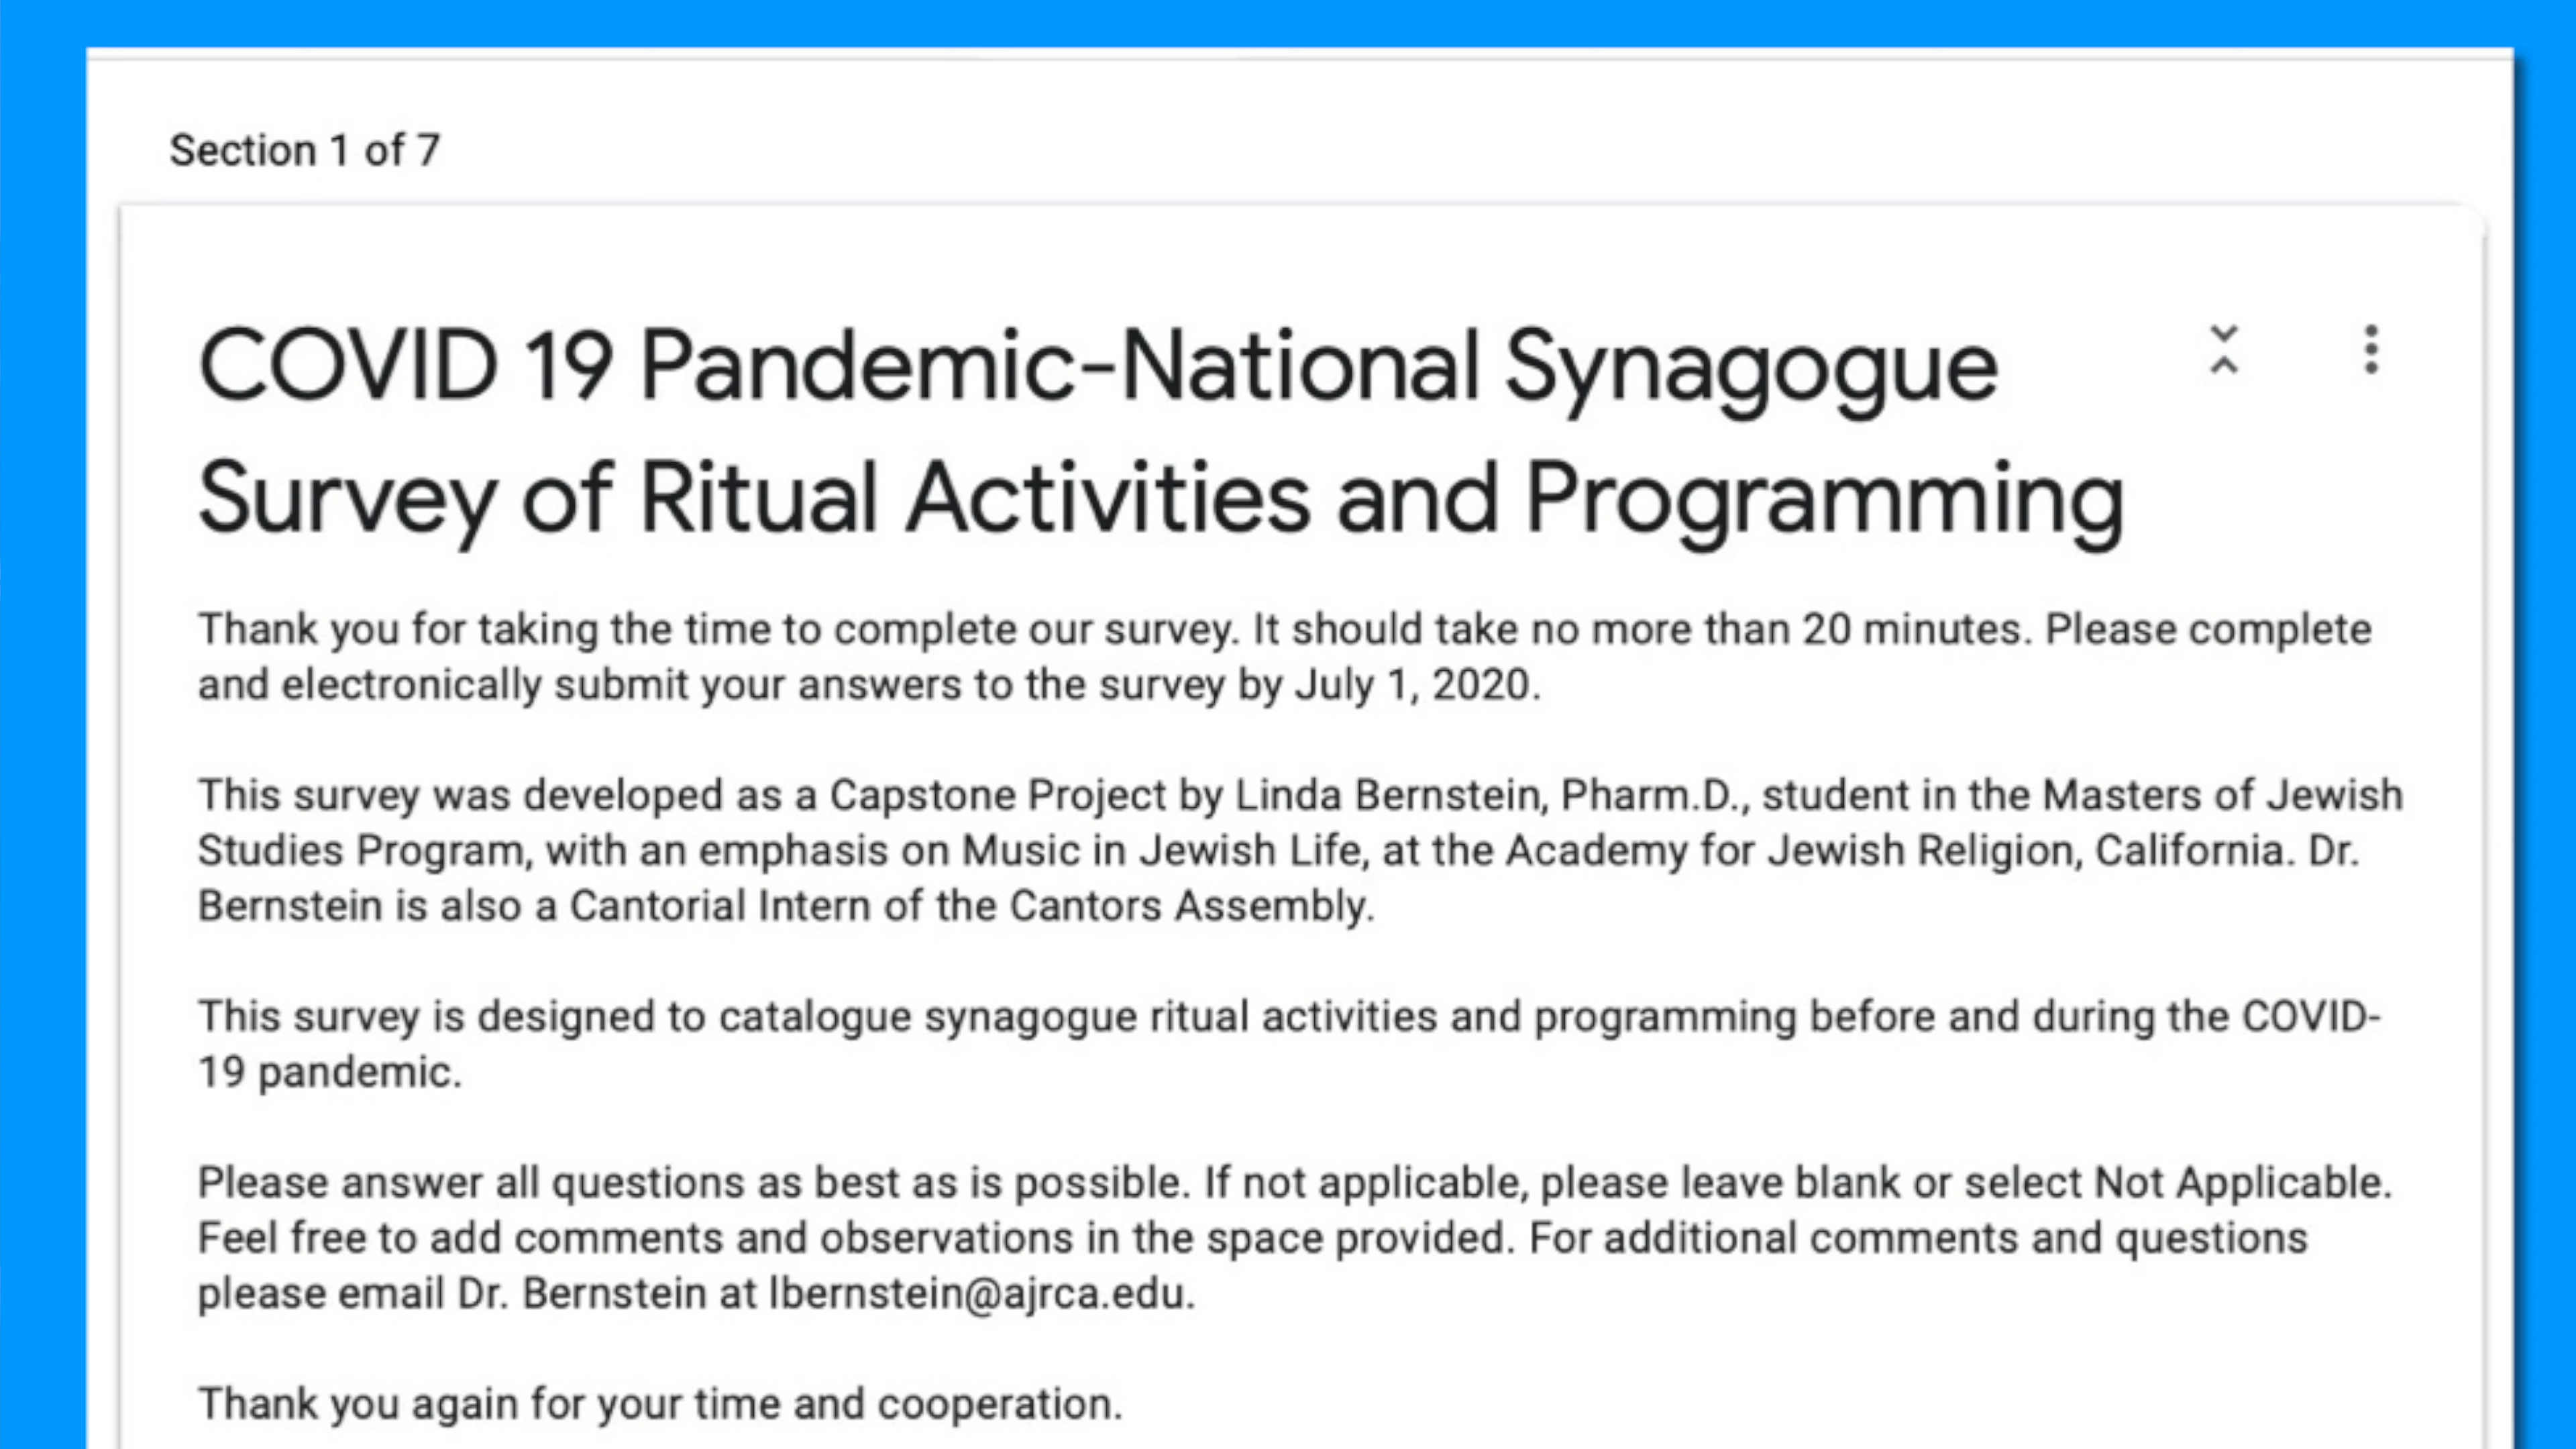 Section 1 of 7
COVID 19 Pandemic-National Synagogue
Survey of Ritual Activities and Programming
Thank you for taking the time to complete our survey. It should take no more than 20 minutes. Please complete
and electronically submit your answers to the survey by July 1, 2020.
This survey was developed as a Capstone Project by Linda Bernstein, Pharm.D., student in the Masters of Jewish
Studies Program, with an emphasis on Music in Jewish Life, at the Academy for Jewish Religion, California. Dr.
Bernstein is also a Cantorial Intern of the Cantors Assembly.
This survey is designed to catalogue synagogue ritual activities and programming before and during the COVID-
19 pandemic.
Please answer all questions as best as is possible. If not applicable, please leave blank or select Not Applicable.
Feel free to add comments and observations in the space provided. For additional comments and questions
please email Dr. Bernstein at lbernstein@ajrca.edu.
Thank you again for your time and cooperation.